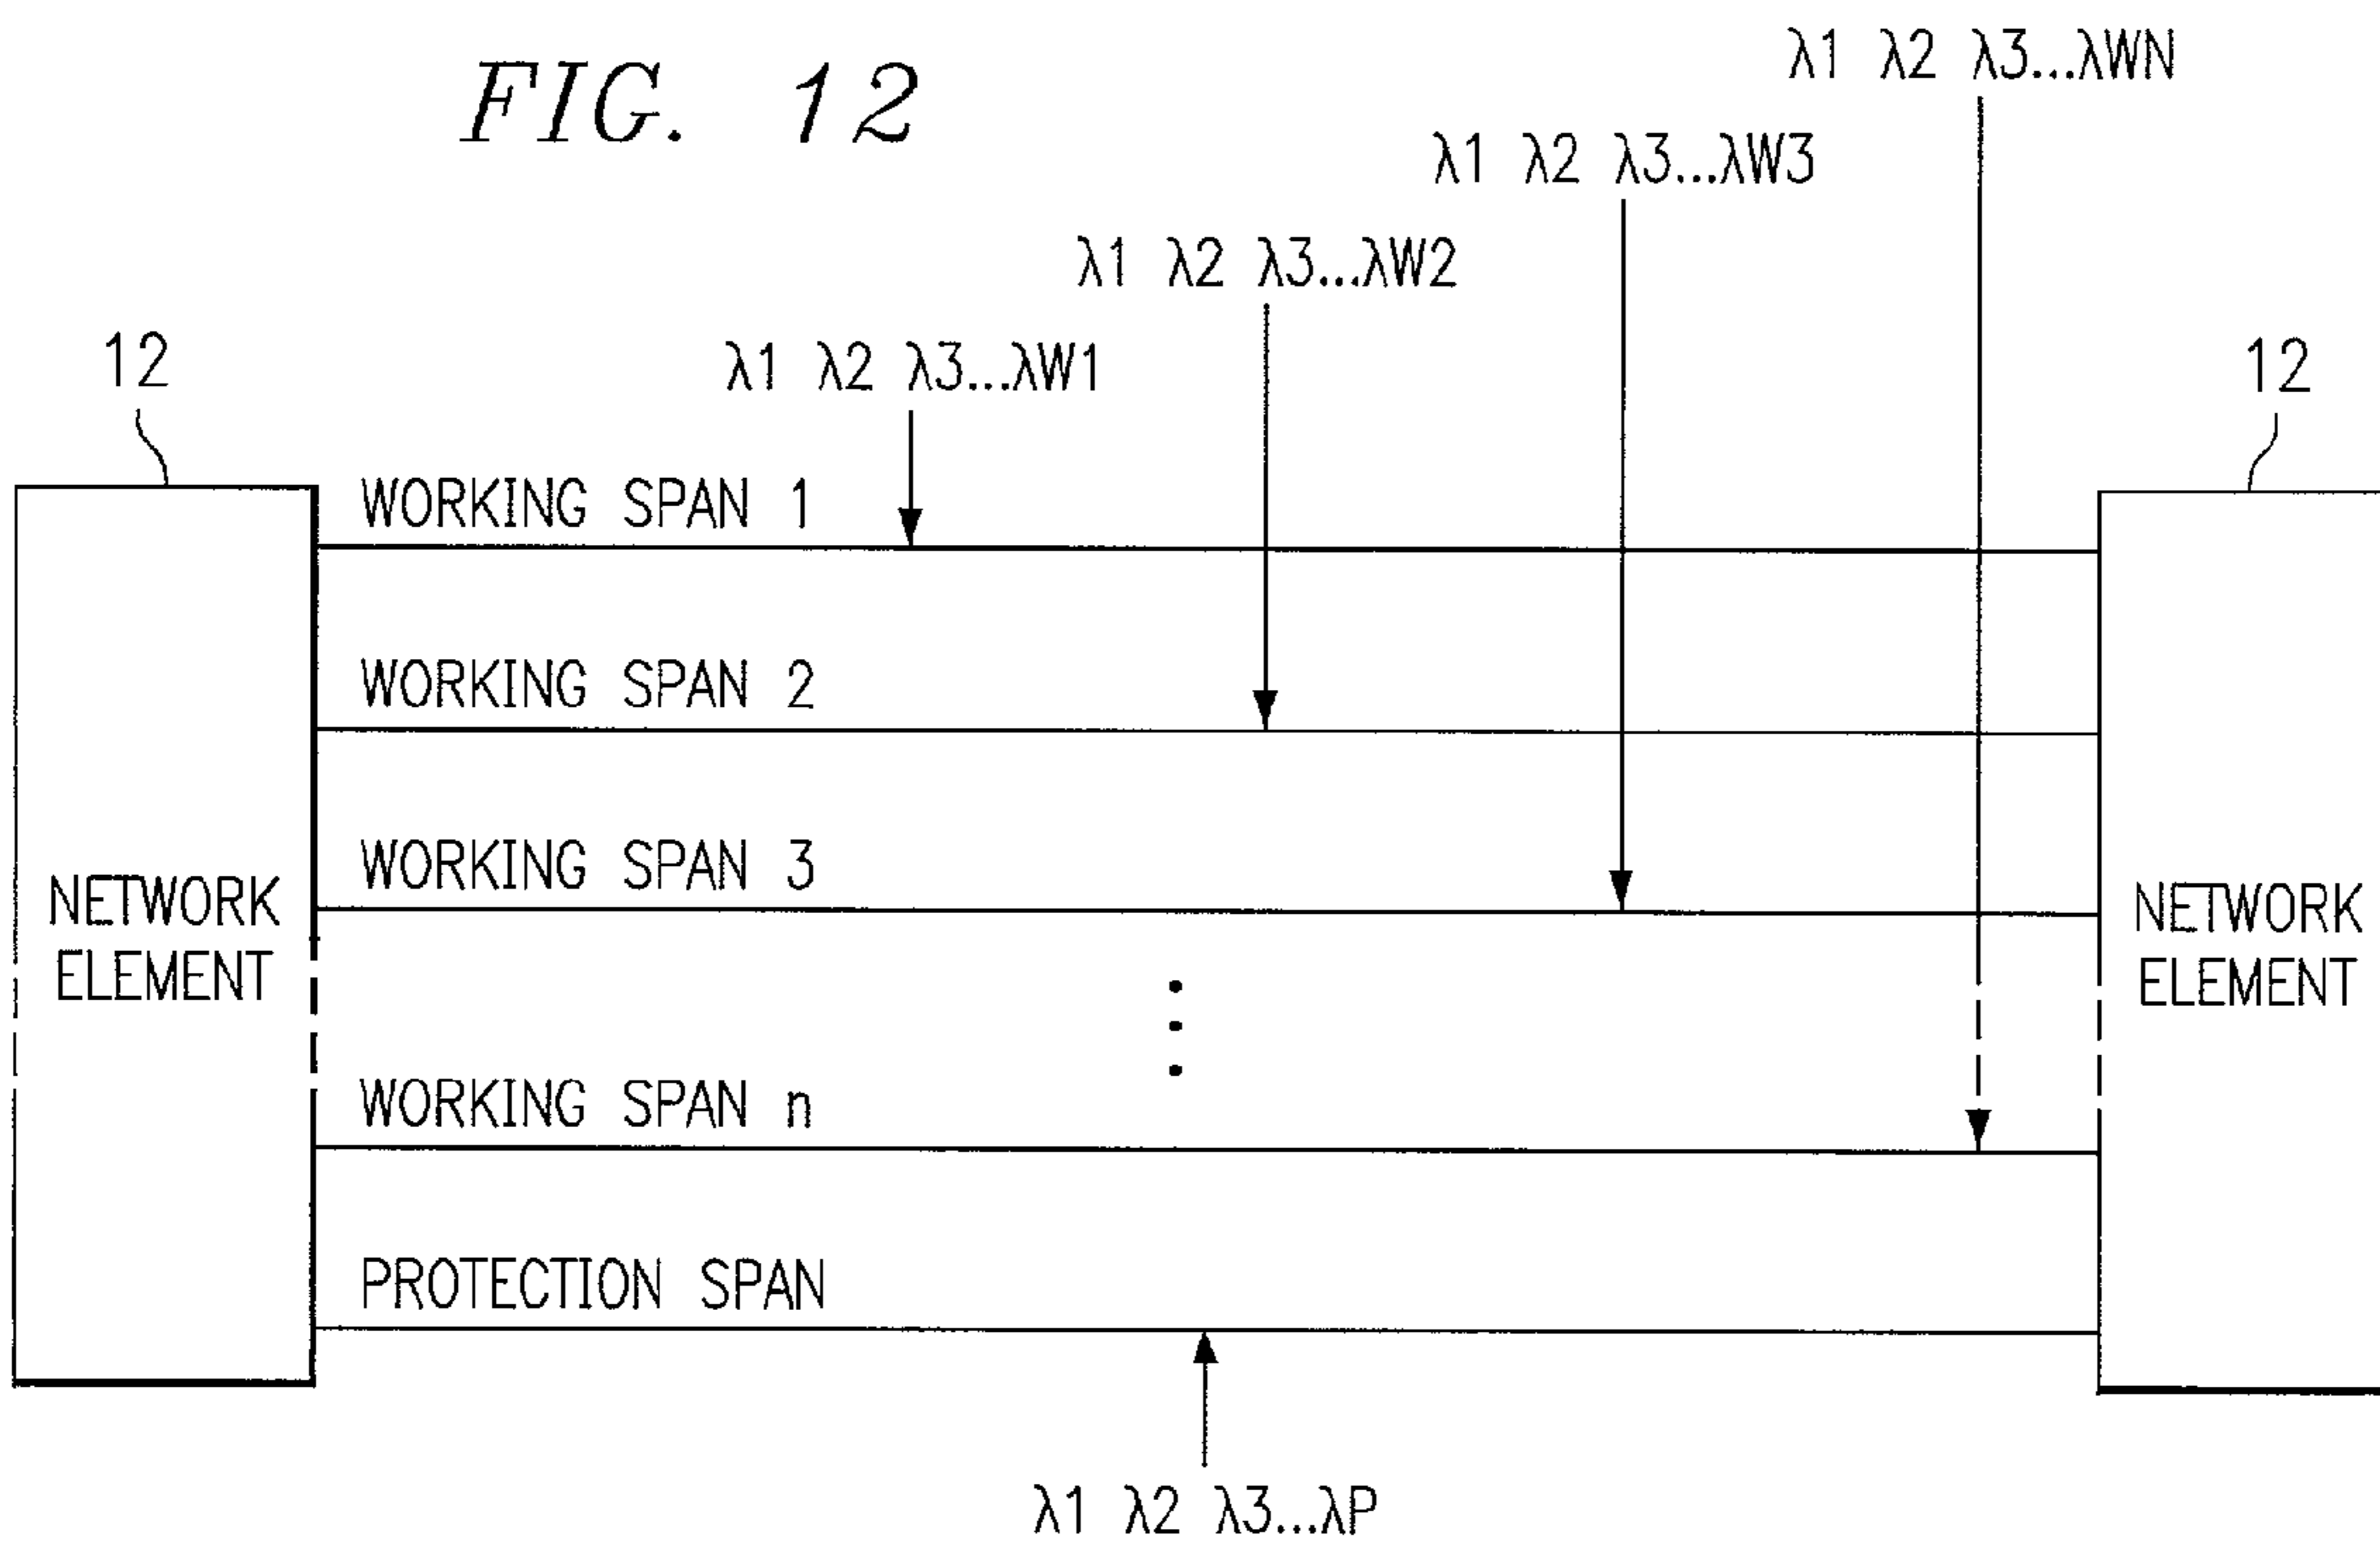 FIG. 12
λ1 λ2 λ3...λWN
λ1 λ2 λ3...λW3
λ1 λ2 λ3...λW2
λ1 λ2 λ3...λW1
12
12
WORKING SPAN 1
WORKING SPAN 2
WORKING SPAN 3
NETWORK
ELEMENT
NETWORK
ELEMENT
WORKING SPAN n
PROTECTION SPAN
λ1 λ2 λ3...λP